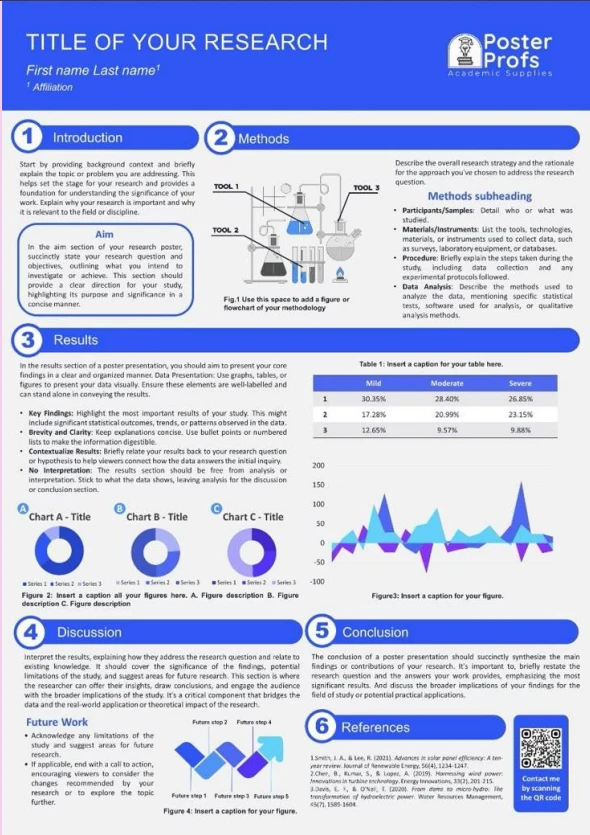 TITLE OF YOUR RESEARCH
First name Last name¹
¹ Affiliation
Poster
Profs
Academic Supplies
1 Introduction
Start by providing background context and briefly
explain the topic or problem you are addressing. This
helps set the stage for your research and provides a
foundation for understanding the significance of your
work. Explain why your research is important and why
it is relevant to the field or discipline.
Aim
In the aim section of your research poster,
succinctly state your research question and
objectives, outlining what you intend to
investigate or achieve. This section should
provide a clear direction for your study,
highlighting its purpose and significance in a
concise manner.
2 Methods
TOOL 1
TOOL 2
TOOL 3
Fig.1 Use this space to add a figure or
flowchart of your methodology
Describe the overall research strategy and the rationale
for the approach you've chosen to address the research
question.
Methods subheading
• Participants/Samples: Detail who or what was
studied.
• Materials/Instruments: List the tools, technologies,
materials, or instruments used to collect data, such
as surveys, laboratory equipment, or databases.
• Procedure: Briefly explain the steps taken during the
study, including data collection and any
experimental protocols followed.
• Data Analysis: Describe the methods used to
analyze the data, mentioning specific statistical
tests, software used for analysis, or qualitative
analysis methods.
3 Results
In the results section of a poster presentation, you should aim to present your core
findings in a clear and organized manner. Data Presentation: Use graphs, tables, or
figures to present your data visually. Ensure these elements are well-labelled and
can stand alone in conveying the results.
• Key Findings: Highlight the most important results of your study. This might
include significant statistical outcomes, trends, or patterns observed in the data.
• Brevity and Clarity: Keep explanations concise. Use bullet points or numbered
lists to make the information digestible.
• Contextualize Results: Briefly relate your results back to your research question
or hypothesis to help viewers connect how the data answers the initial inquiry.
• No Interpretation: The results section should be free from analysis or
interpretation. Stick to what the data shows, leaving analysis for the discussion
or conclusion section.
A Chart A - Title
B Chart B - Title
C Chart C - Title
Series 1 Series 2 Series 3
Series 1 Series 2 Series 3
Series 1 Series 2 Series 3
Figure 2: Insert a caption all your figures here. A. Figure description B. Figure
description C. Figure description
Table 1: Insert a caption for your table here.
Mild Moderate Severe
1 30.35% 28.40% 26.85%
2 17.28% 20.99% 23.15%
3 12.65% 9.57% 9.88%
200
150
100
50
0
-50
-100
Figure3: Insert a caption for your figure.
4 Discussion
Interpret the results, explaining how they address the research question and relate to
existing knowledge. It should cover the significance of the findings, potential
limitations of the study, and suggest areas for future research. This section is where
the researcher can offer their insights, draw conclusions, and engage the audience
with the broader implications of the study. It's a critical component that bridges the
data and the real-world application or theoretical impact of the research.
Future Work
• Acknowledge any limitations of the
study and suggest areas for future
research.
• If applicable, end with a call to action,
encouraging viewers to consider the
changes recommended by your
research or to explore the topic
further.
Future step 2 Future step 4
Future step 1 Future step 3 Future step 5
Figure 4: Insert a caption for your figure.
5 Conclusion
The conclusion of a poster presentation should succinctly synthesize the main
findings or contributions of your research. It's important to, briefly restate the
research question and the answers your work provides, emphasizing the most
significant results. And discuss the broader implications of your findings for the
field of study or potential practical applications.
6 References
1.Smith, J. A., & Lee, R. (2021). Advances in solar panel efficiency: A ten-
year review. Journal of Renewable Energy, 56(4), 1234-1247.
2.Chen, B., Kumar, S., & Lopez, A. (2019). Harnessing wind power:
Innovations in turbine technology. Energy Innovations, 33(2), 201-215.
3.Davis, E. F., & O'Neil, T. (2020). From dams to micro-hydro: The
transformation of hydroelectric power. Water Resources Management,
45(7), 1589-1604.
Contact me
by scanning
the QR code